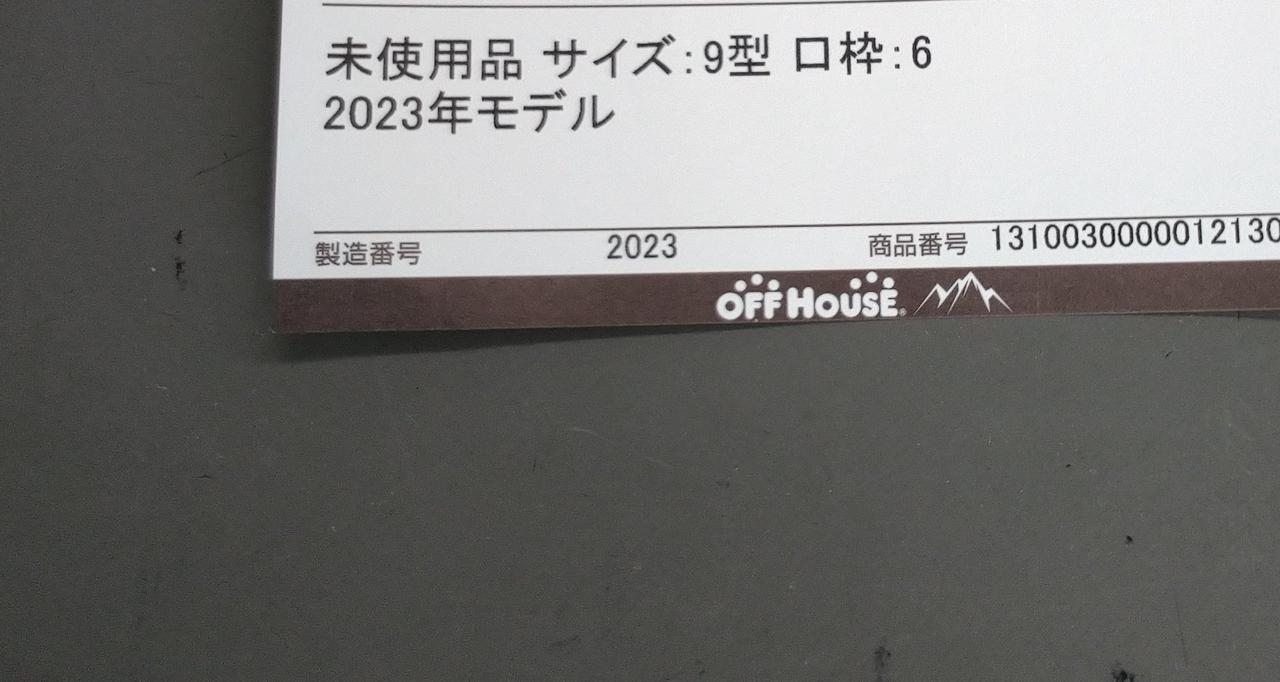 未使用品 サイズ:9型 口枠:6
2023年モデル
製造番号 2023 商品番号 1310030000012130
OFF HOUSE